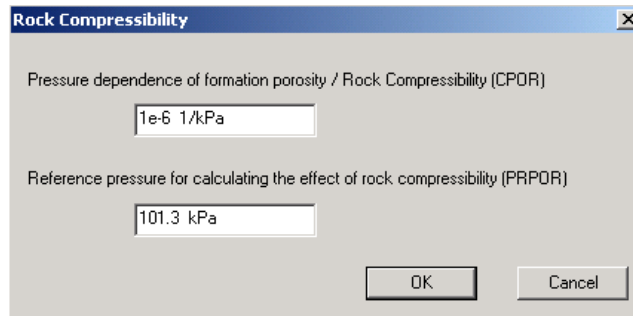 Rock Compressibility
Pressure dependence of formation porosity / Rock Compressibility (CPOR)
1e-6 1/kPa
Reference pressure for calculating the effect of rock compressibility (PRPOR)
101.3 kPa
OK Cancel